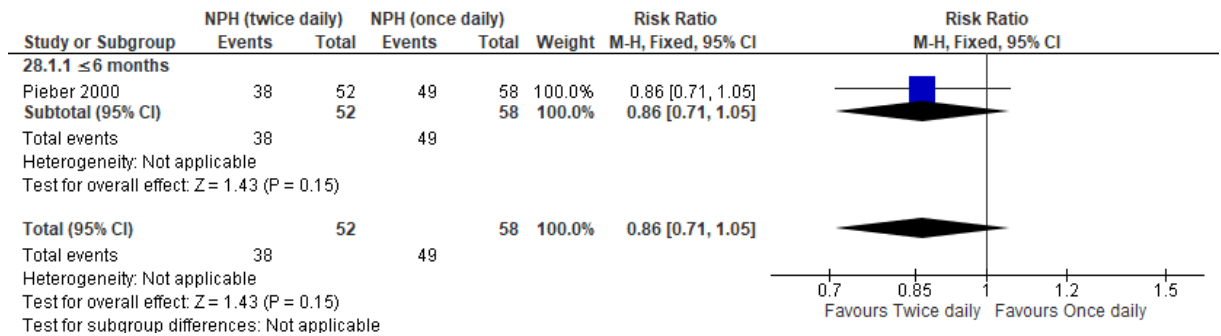 NPH (twice daily) NPH (once daily) Risk Ratio Risk Ratio
Study or Subgroup Events Total Events Total Weight M-H, Fixed, 95% CI M-H, Fixed, 95% CI
28.1.1 ≤6 months
Pieber 2000 38 52 49 58 100.0% 0.86 [0.71, 1.05]
Subtotal (95% CI) 52 58 100.0% 0.86 [0.71, 1.05]
Total events 38 49
Heterogeneity: Not applicable
Test for overall effect: Z = 1.43 (P = 0.15)
Total (95% CI) 52 58 100.0% 0.86 [0.71, 1.05]
Total events 38 49
Heterogeneity: Not applicable
Test for overall effect: Z = 1.43 (P = 0.15)
Test for subgroup differences: Not applicable
0.7 0.85 1 1.2 1.5
Favours Twice daily Favours Once daily